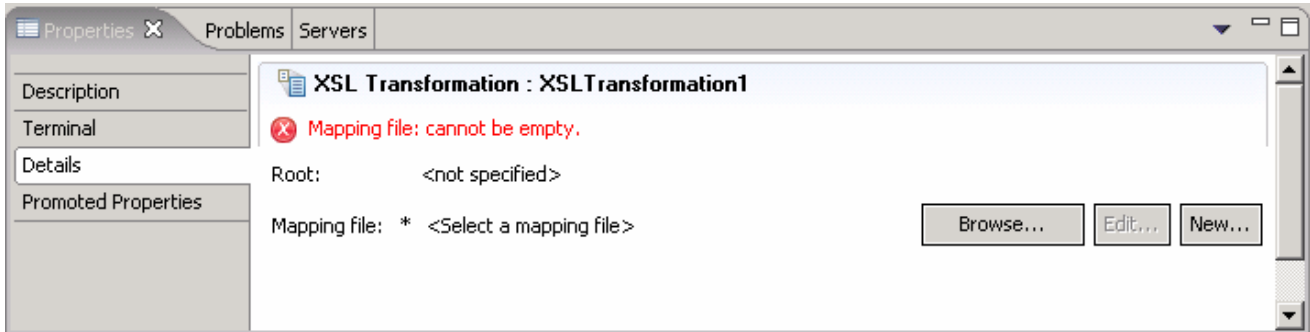 Properties Problems Servers
XSL Transformation : XSLTransformation1
Mapping file: cannot be empty.
Description
Terminal
Details
Promoted Properties
Root: <not specified>
Mapping file: * <Select a mapping file> Browse... Edit... New...